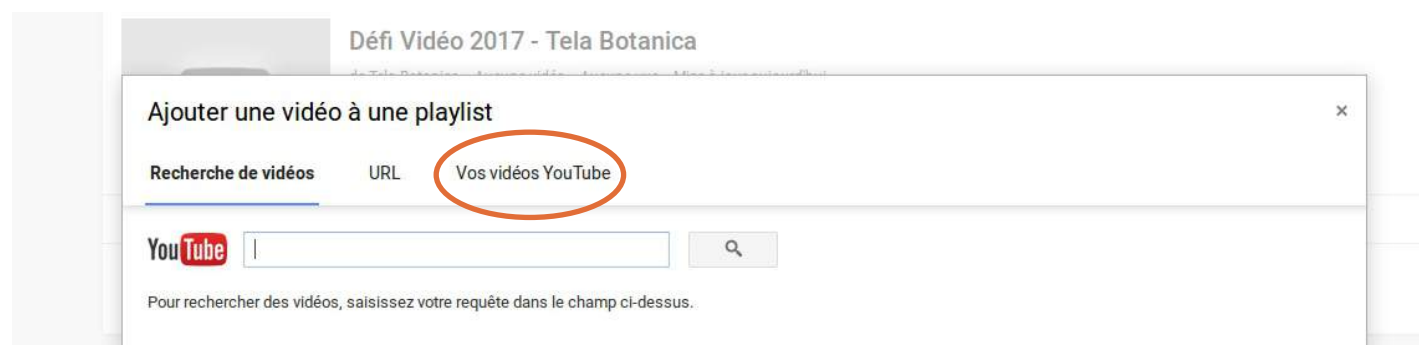 Défi Vidéo 2017 - Tela Botanica
Ajouter une vidéo à une playlist
×
Recherche de vidéos URL Vos vidéos YouTube
YouTube
Pour rechercher des vidéos, saisissez votre requête dans le champ ci-dessus.